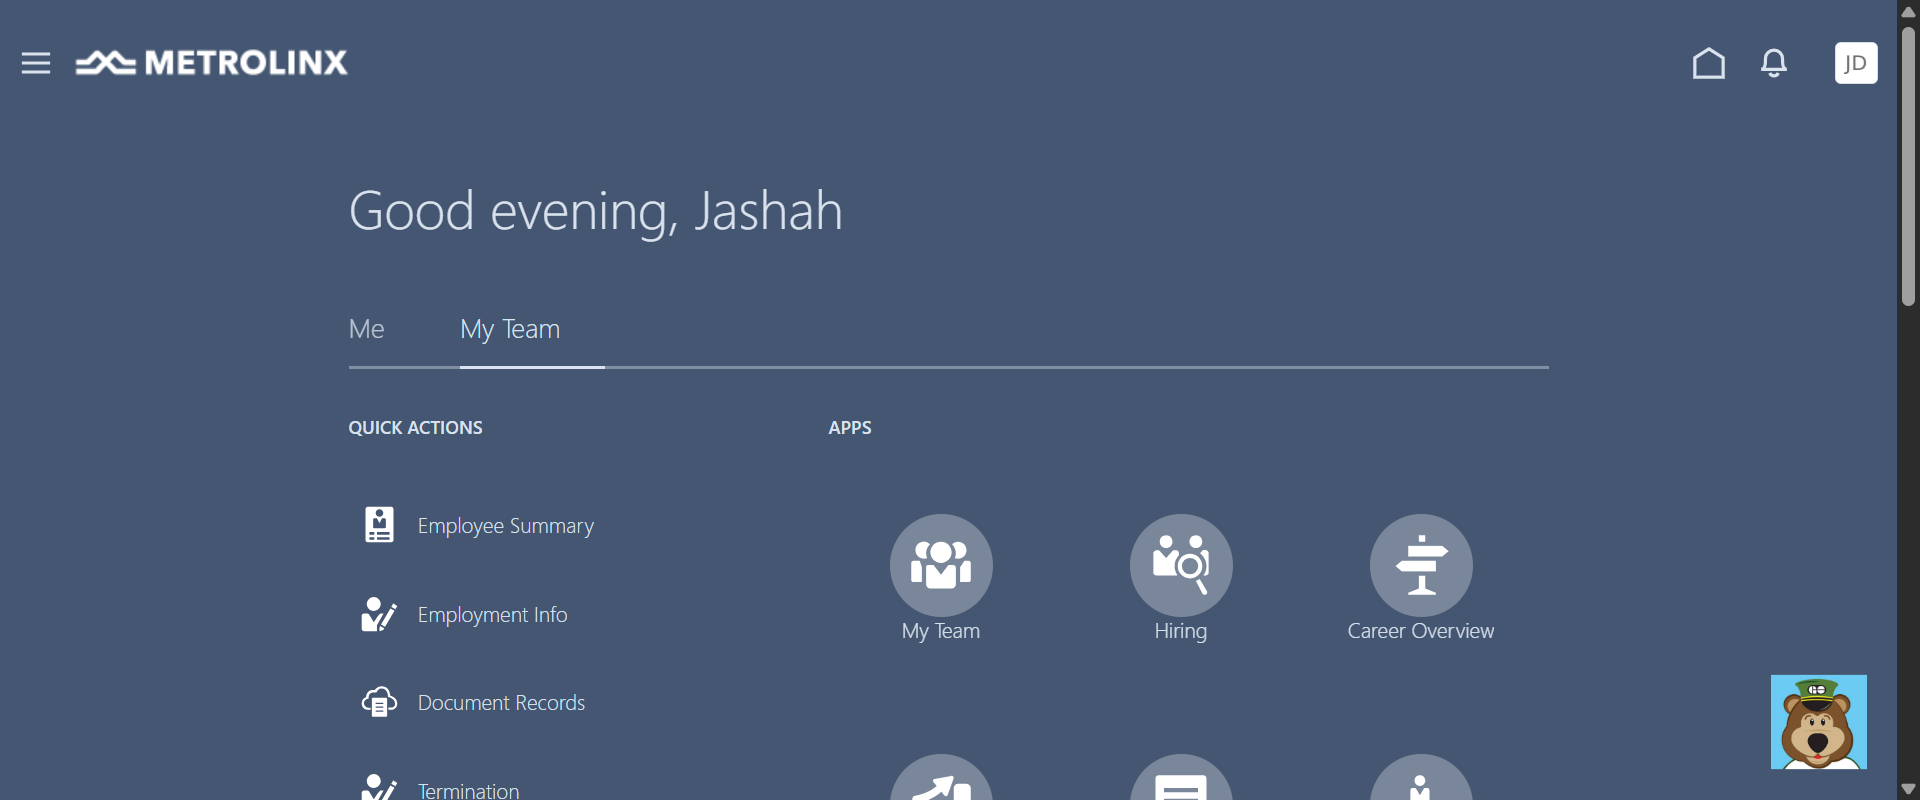 METROLINX
JD
Good evening, Jashah
Me
My Team
QUICK ACTIONS
APPS
Employee Summary
Employment Info
Document Records
Termination
My Team
Hiring
Career Overview
GO